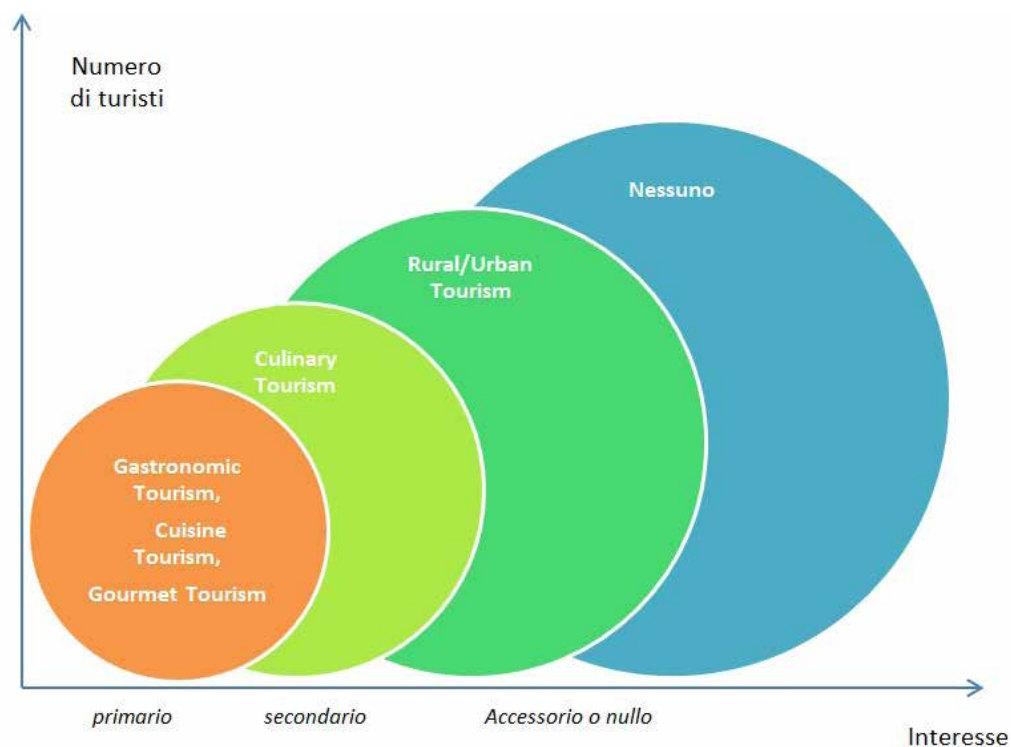 Numero
di turisti
Nessuno
Rural/Urban
Tourism
Culinary
Tourism
Gastronomic
Tourism,
Cuisine
Tourism,
Gourmet Tourism
primario
secondario
Accessorio o nullo
Interesse